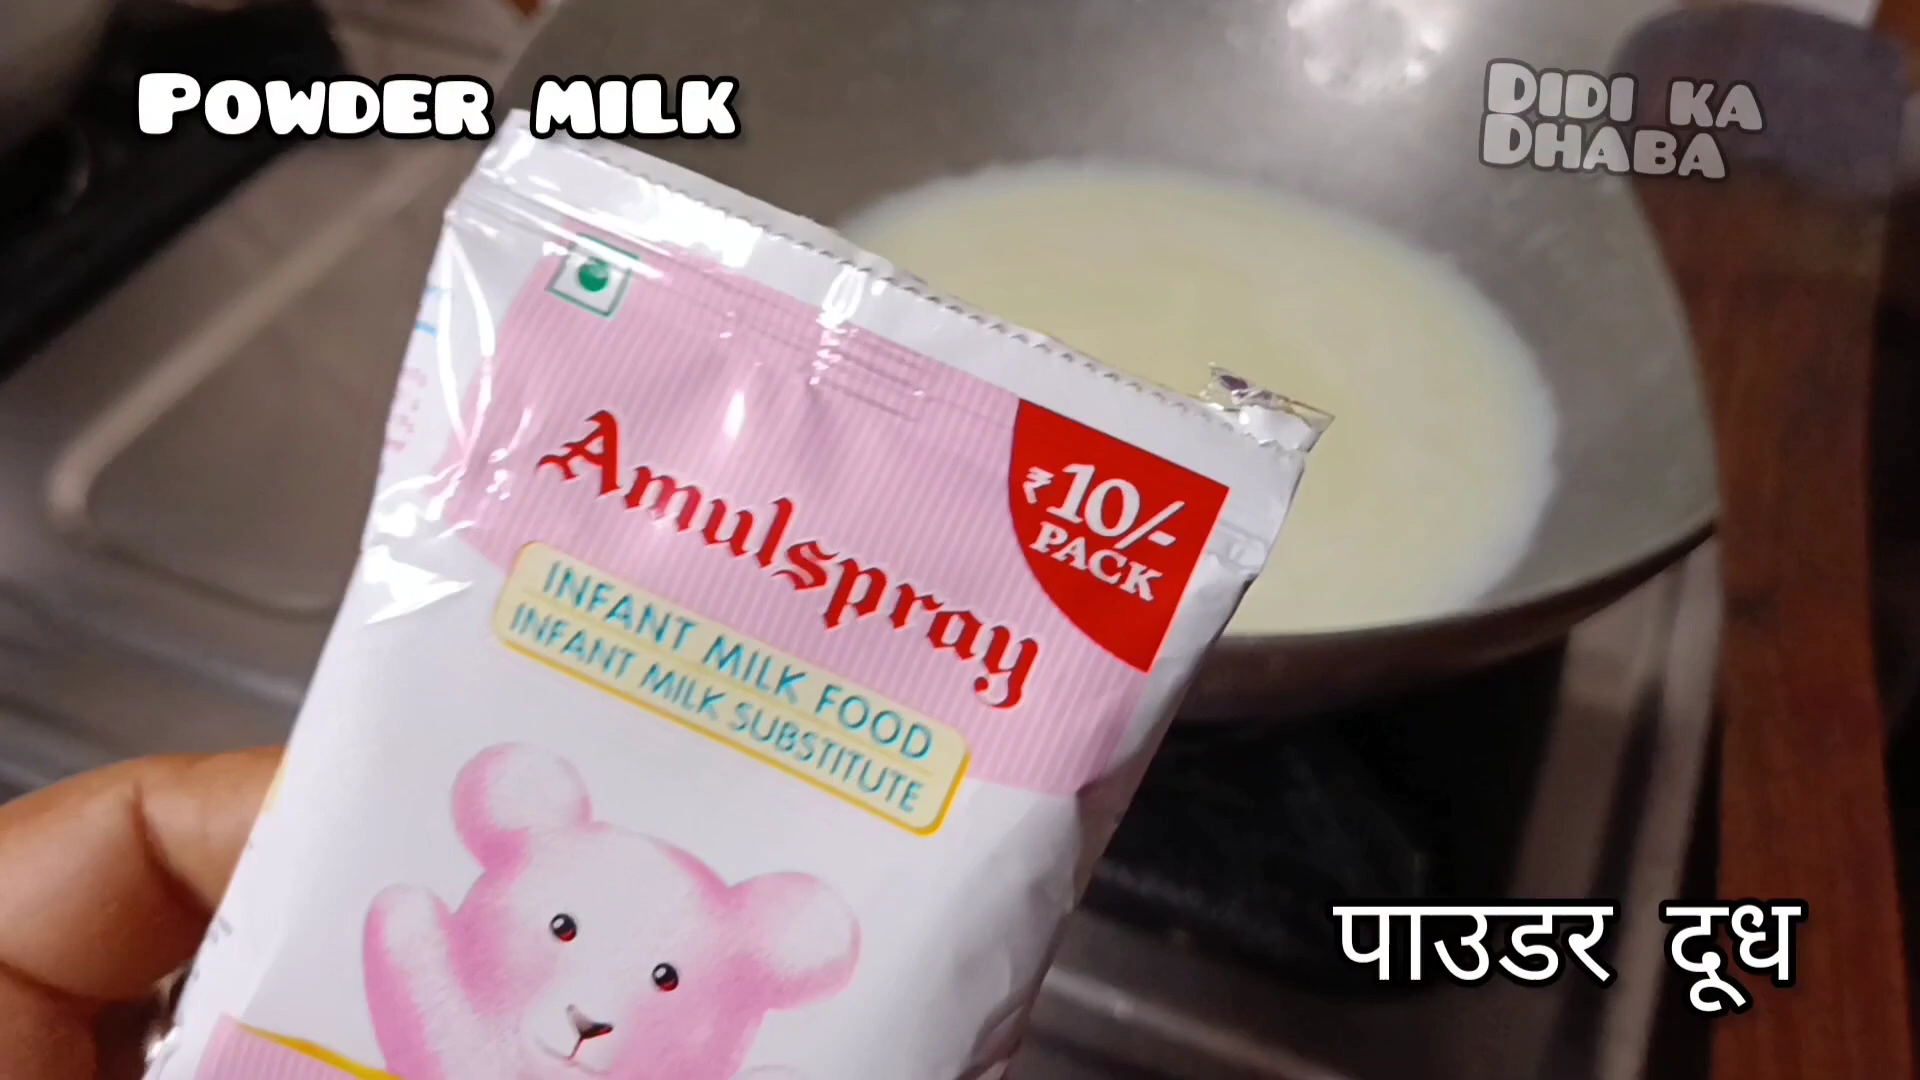 POWDER MILK
DIDI KA
DHABA
Amulspray
₹10/-
PACK
INFANT MILK FOOD
INFANT MILK SUBSTITUTE
पाउडर दूध